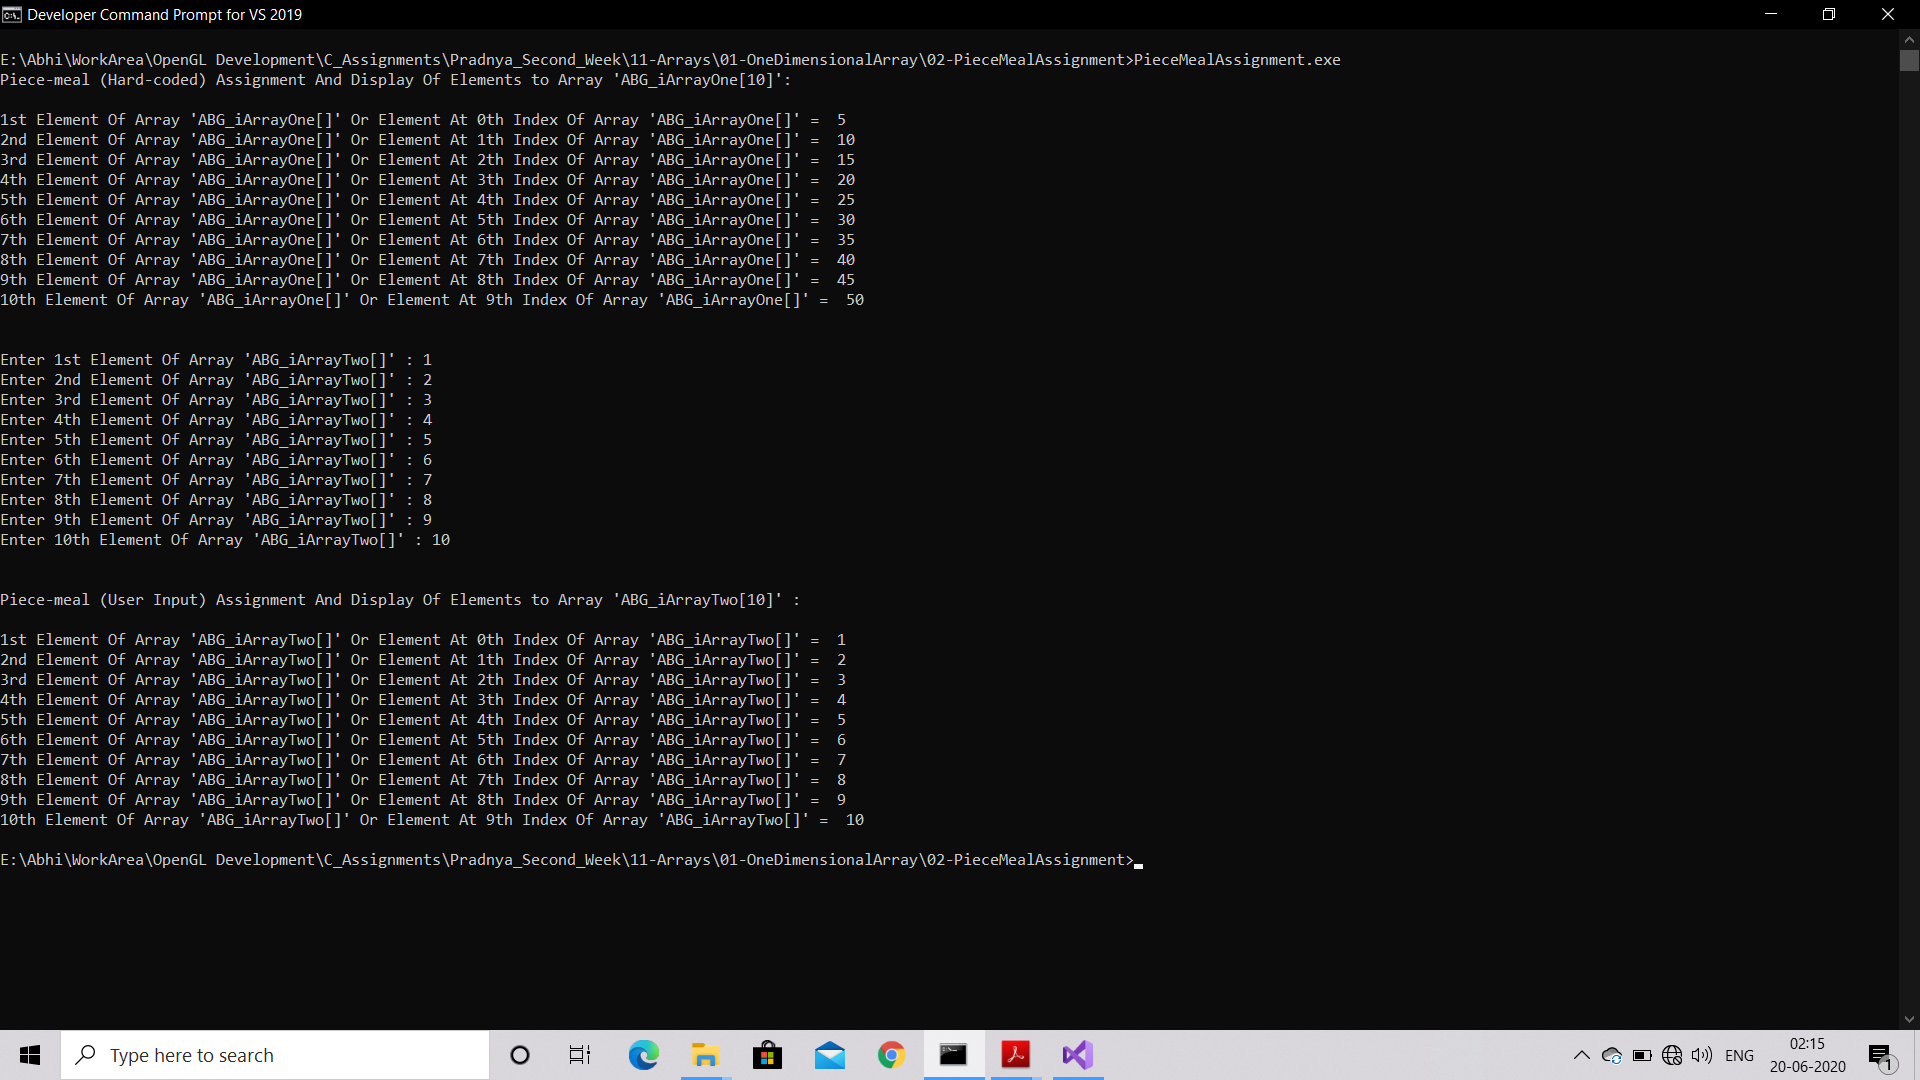 Developer Command Prompt for VS 2019
E:\Abhi\WorkArea\OpenGL Development\C_Assignments\Pradnya_Second_Week\11-Arrays\01-OneDimensionalArray\02-PieceMealAssignment>PieceMealAssignment.exe
Piece-meal (Hard-coded) Assignment And Display Of Elements to Array 'ABG_iArrayOne[10]':
1st Element Of Array 'ABG_iArrayOne[]' Or Element At 0th Index Of Array 'ABG_iArrayOne[]' =  5
2nd Element Of Array 'ABG_iArrayOne[]' Or Element At 1th Index Of Array 'ABG_iArrayOne[]' =  10
3rd Element Of Array 'ABG_iArrayOne[]' Or Element At 2th Index Of Array 'ABG_iArrayOne[]' =  15
4th Element Of Array 'ABG_iArrayOne[]' Or Element At 3th Index Of Array 'ABG_iArrayOne[]' =  20
5th Element Of Array 'ABG_iArrayOne[]' Or Element At 4th Index Of Array 'ABG_iArrayOne[]' =  25
6th Element Of Array 'ABG_iArrayOne[]' Or Element At 5th Index Of Array 'ABG_iArrayOne[]' =  30
7th Element Of Array 'ABG_iArrayOne[]' Or Element At 6th Index Of Array 'ABG_iArrayOne[]' =  35
8th Element Of Array 'ABG_iArrayOne[]' Or Element At 7th Index Of Array 'ABG_iArrayOne[]' =  40
9th Element Of Array 'ABG_iArrayOne[]' Or Element At 8th Index Of Array 'ABG_iArrayOne[]' =  45
10th Element Of Array 'ABG_iArrayOne[]' Or Element At 9th Index Of Array 'ABG_iArrayOne[]' =  50
Enter 1st Element Of Array 'ABG_iArrayTwo[]' : 1
Enter 2nd Element Of Array 'ABG_iArrayTwo[]' : 2
Enter 3rd Element Of Array 'ABG_iArrayTwo[]' : 3
Enter 4th Element Of Array 'ABG_iArrayTwo[]' : 4
Enter 5th Element Of Array 'ABG_iArrayTwo[]' : 5
Enter 6th Element Of Array 'ABG_iArrayTwo[]' : 6
Enter 7th Element Of Array 'ABG_iArrayTwo[]' : 7
Enter 8th Element Of Array 'ABG_iArrayTwo[]' : 8
Enter 9th Element Of Array 'ABG_iArrayTwo[]' : 9
Enter 10th Element Of Array 'ABG_iArrayTwo[]' : 10
Piece-meal (User Input) Assignment And Display Of Elements to Array 'ABG_iArrayTwo[10]' :
1st Element Of Array 'ABG_iArrayTwo[]' Or Element At 0th Index Of Array 'ABG_iArrayTwo[]' =  1
2nd Element Of Array 'ABG_iArrayTwo[]' Or Element At 1th Index Of Array 'ABG_iArrayTwo[]' =  2
3rd Element Of Array 'ABG_iArrayTwo[]' Or Element At 2th Index Of Array 'ABG_iArrayTwo[]' =  3
4th Element Of Array 'ABG_iArrayTwo[]' Or Element At 3th Index Of Array 'ABG_iArrayTwo[]' =  4
5th Element Of Array 'ABG_iArrayTwo[]' Or Element At 4th Index Of Array 'ABG_iArrayTwo[]' =  5
6th Element Of Array 'ABG_iArrayTwo[]' Or Element At 5th Index Of Array 'ABG_iArrayTwo[]' =  6
7th Element Of Array 'ABG_iArrayTwo[]' Or Element At 6th Index Of Array 'ABG_iArrayTwo[]' =  7
8th Element Of Array 'ABG_iArrayTwo[]' Or Element At 7th Index Of Array 'ABG_iArrayTwo[]' =  8
9th Element Of Array 'ABG_iArrayTwo[]' Or Element At 8th Index Of Array 'ABG_iArrayTwo[]' =  9
10th Element Of Array 'ABG_iArrayTwo[]' Or Element At 9th Index Of Array 'ABG_iArrayTwo[]' =  10
E:\Abhi\WorkArea\OpenGL Development\C_Assignments\Pradnya_Second_Week\11-Arrays\01-OneDimensionalArray\02-PieceMealAssignment>
Type here to search
ENG
02:15
20-06-2020
1